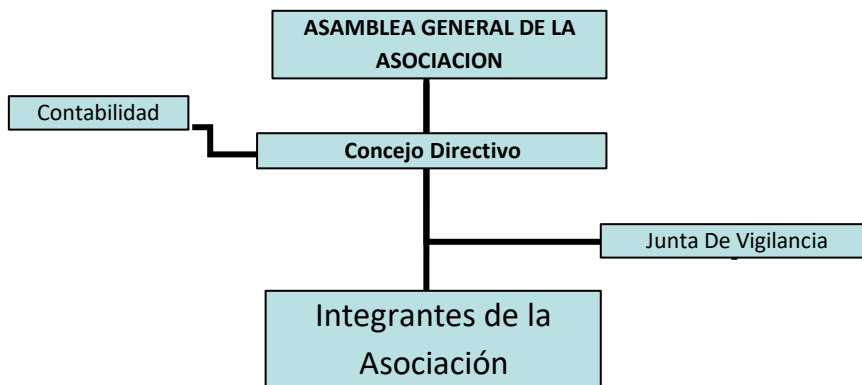 ASAMBLEA GENERAL DE LA
ASOCIACION
Contabilidad
Concejo Directivo
Junta De Vigilancia
Integrantes de la
Asociación